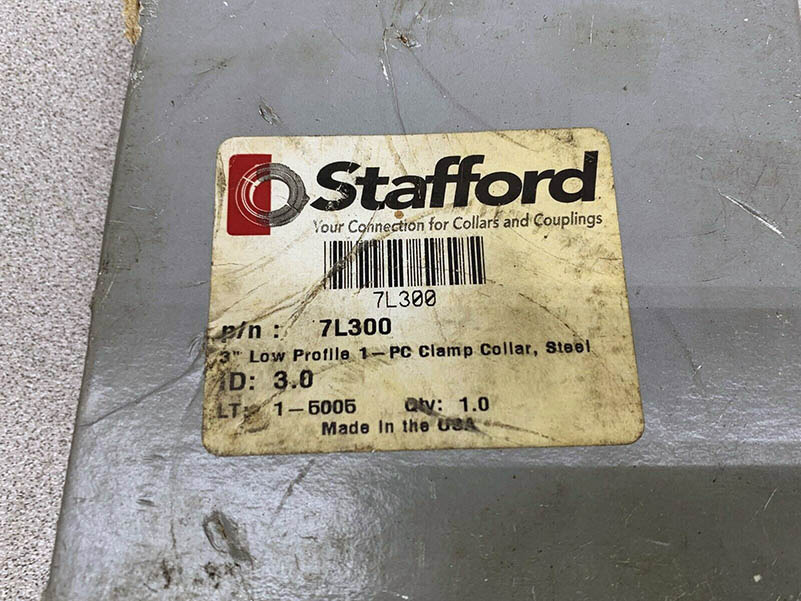 Stafford
Your Connection for Collars and Couplings
7L300
p/n : 7L300
3" Low Profile 1-PC Clamp Collar, Steel
ID: 3.0
LT: 1-5005 Qty: 1.0
Made in the USA